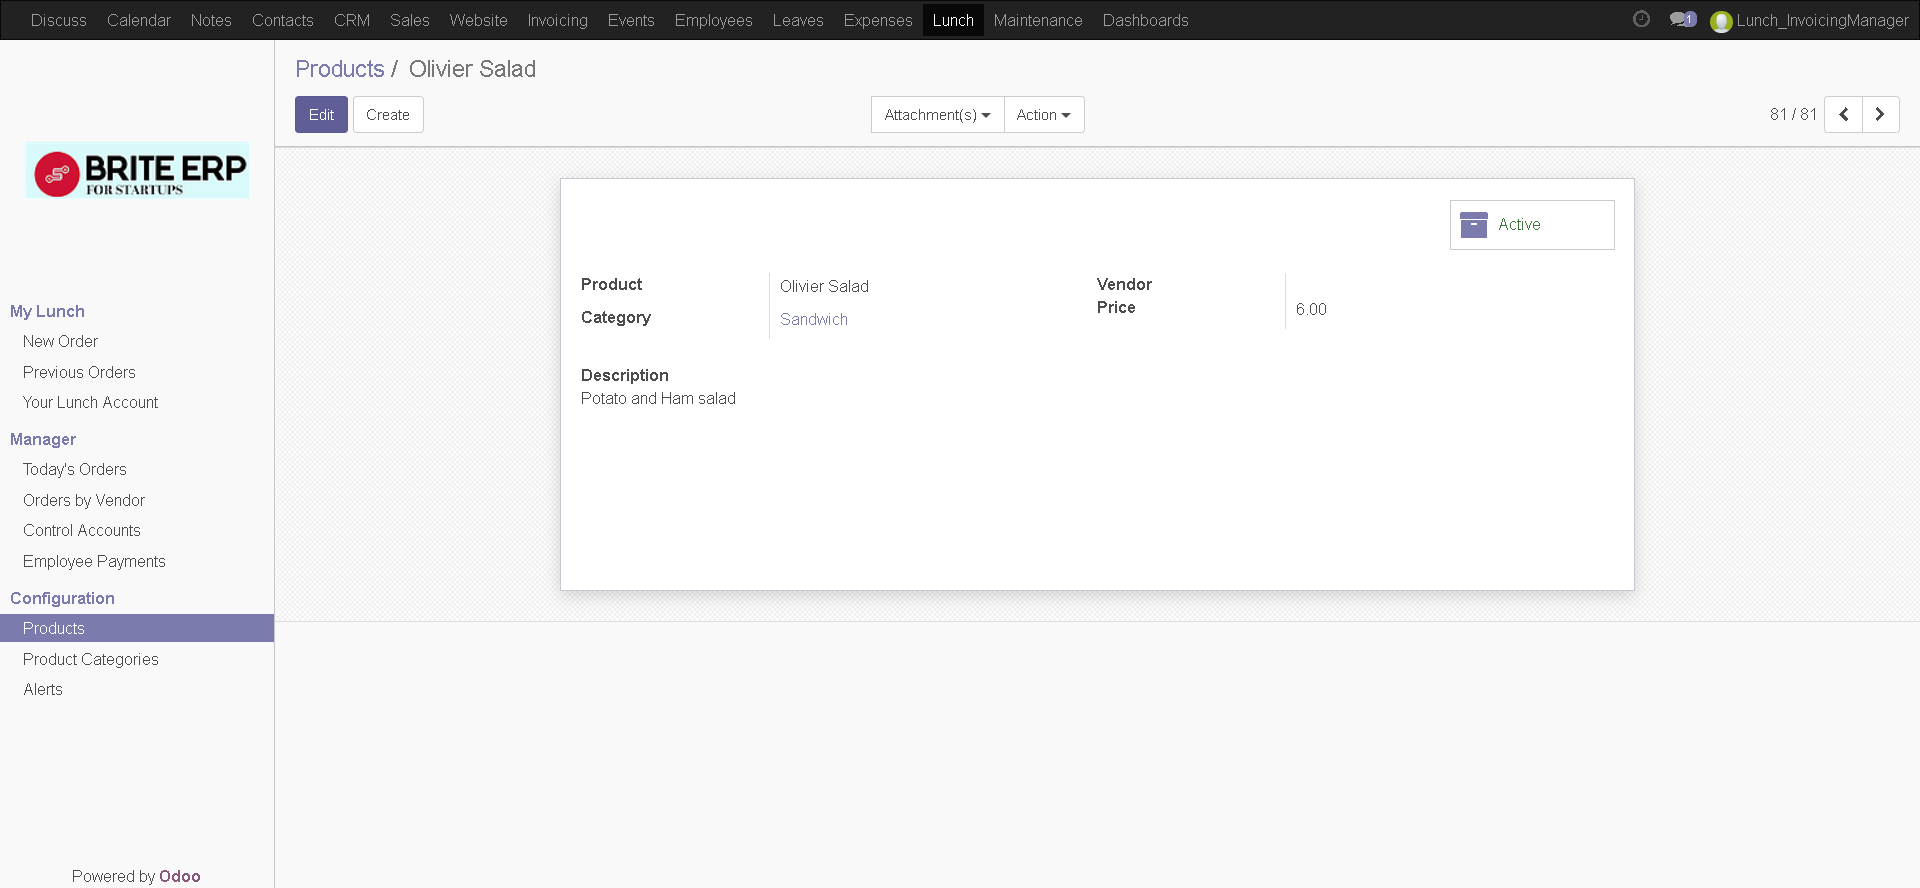 Discuss Calendar Notes Contacts CRM Sales Website Invoicing Events Employees Leaves Expenses Lunch Maintenance Dashboards 1 Lunch_InvoicingManager
Products / Olivier Salad
Edit Create Attachment(s) Action 81 / 81
BRITE ERP
FOR STARTUPS
My Lunch
New Order
Previous Orders
Your Lunch Account
Manager
Today's Orders
Orders by Vendor
Control Accounts
Employee Payments
Configuration
Products
Product Categories
Alerts
Powered by Odoo
Active
Product Olivier Salad
Category Sandwich
Vendor
Price 6.00
Description
Potato and Ham salad